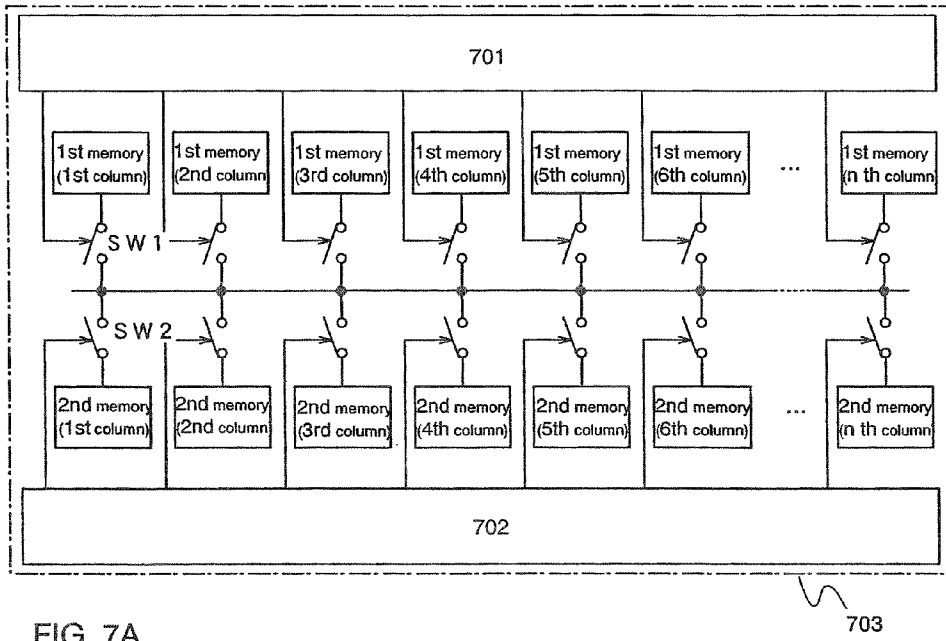 701
1st memory
(1st column)
1st memory
(2nd column
1st memory
(3rd column)
1st memory
(4th column)
1st memory
(5th column)
1st memory
(6th column)
...
1st memory
(n th column)
SW1
SW2
2nd memory
(1st column)
2nd memory
(2nd column
2nd memory
(3rd column)
2nd memory
(4th column)
2nd memory
(5th column)
2nd memory
(6th column)
...
2nd memory
(n th column)
702
703
FIG. 7A